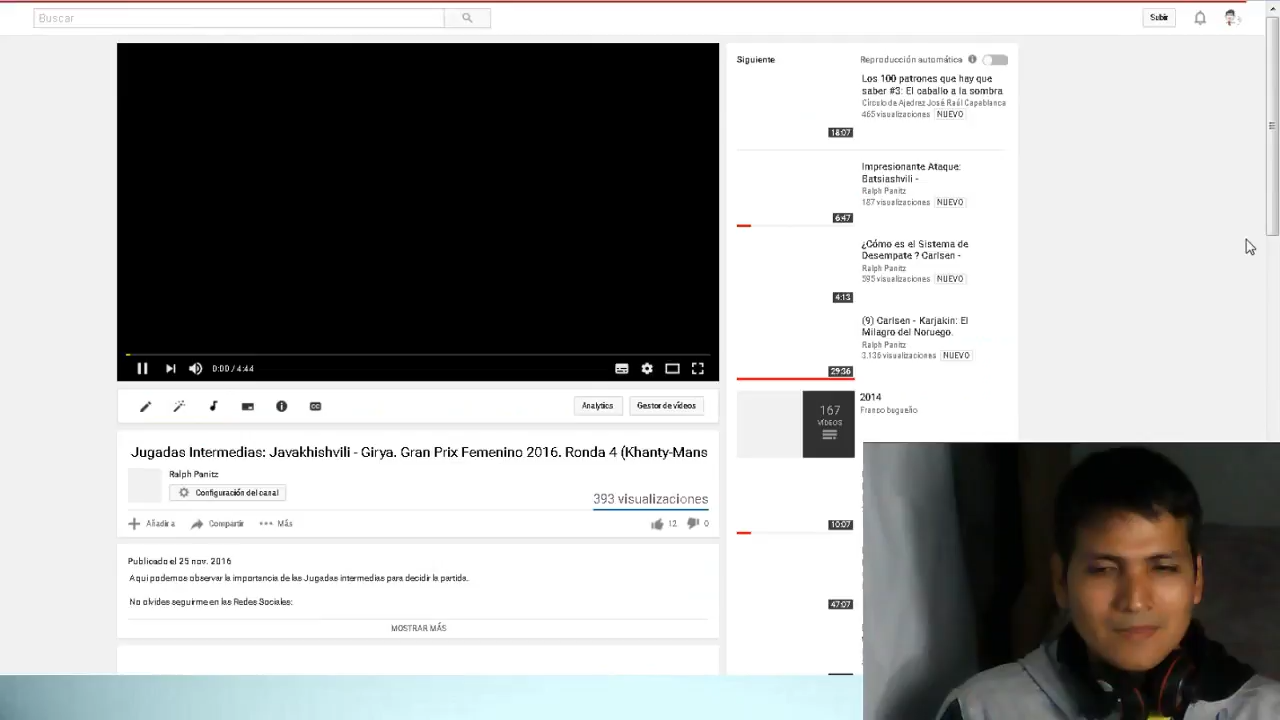 Buscar
Subir
Siguiente
Reproducción automática
0:00 / 4:44
Analytics
Gestor de vídeos
Jugadas Intermedias: Javakhishvili - Girya. Gran Prix Femenino 2016. Ronda 4 (Khanty-Mans
Ralph Panitz
Configuración del canal
393 visualizaciones
Añadir a
Compartir
Más
12
0
Publicado el 25 nov. 2016
Aqui podemos observar la importancia de las Jugadas intermedias para decidir la partida.
No olvides seguirme en las Redes Sociales:
MOSTRAR MÁS
Los 100 patrones que hay que
saber #3: El caballo a la sombra
Círculo de Ajedrez José Raúl Capablanca
465 visualizaciones NUEVO
18:07
Impresionante Ataque:
Batsiashvili -
Ralph Panitz
187 visualizaciones NUEVO
6:47
¿Cómo es el Sistema de
Desempate ? Carlsen -
Ralph Panitz
595 visualizaciones NUEVO
4:13
(9) Carlsen - Karjakin: El
Milagro del Noruego.
Ralph Panitz
3.136 visualizaciones NUEVO
29:36
2014
Franpo bugueño
167
VÍDEOS
10:07
47:07